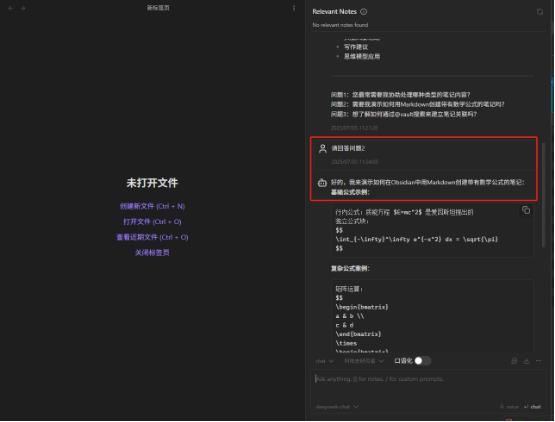 新标签页
未打开文件
创建新文件 (Ctrl + N)
打开文件 (Ctrl + O)
查看近期文件 (Ctrl + O)
关闭标签页
Relevant Notes
No relevant notes found
写作建议
思维模型应用
问题1：您最常需要我协助处理哪种类型的笔记内容?
问题2：需要我演示如何用Markdown创建带有数学公式的笔记吗?
问题3：想了解如何通过@vault搜索来建立笔记关联吗?
请回答问题2
好的，我来演示如何在Obsidian中用Markdown创建带有数学公式的笔记：
基础公式示例：
行内公式：质能方程 $E=mc^2$ 是爱因斯坦提出的
独立公式块：
$$
\int_{-\infty}^\infty e^{-x^2} dx = \sqrt{\pi}
$$
复杂公式案例：
矩阵运算：
$$
\begin{bmatrix}
a & b \\
c & d
\end{bmatrix}
\times
\begin{bmatrix}
chat
口语化
Ask anything. [[ for notes. / for custom prompts.
deepseek-chat
chat